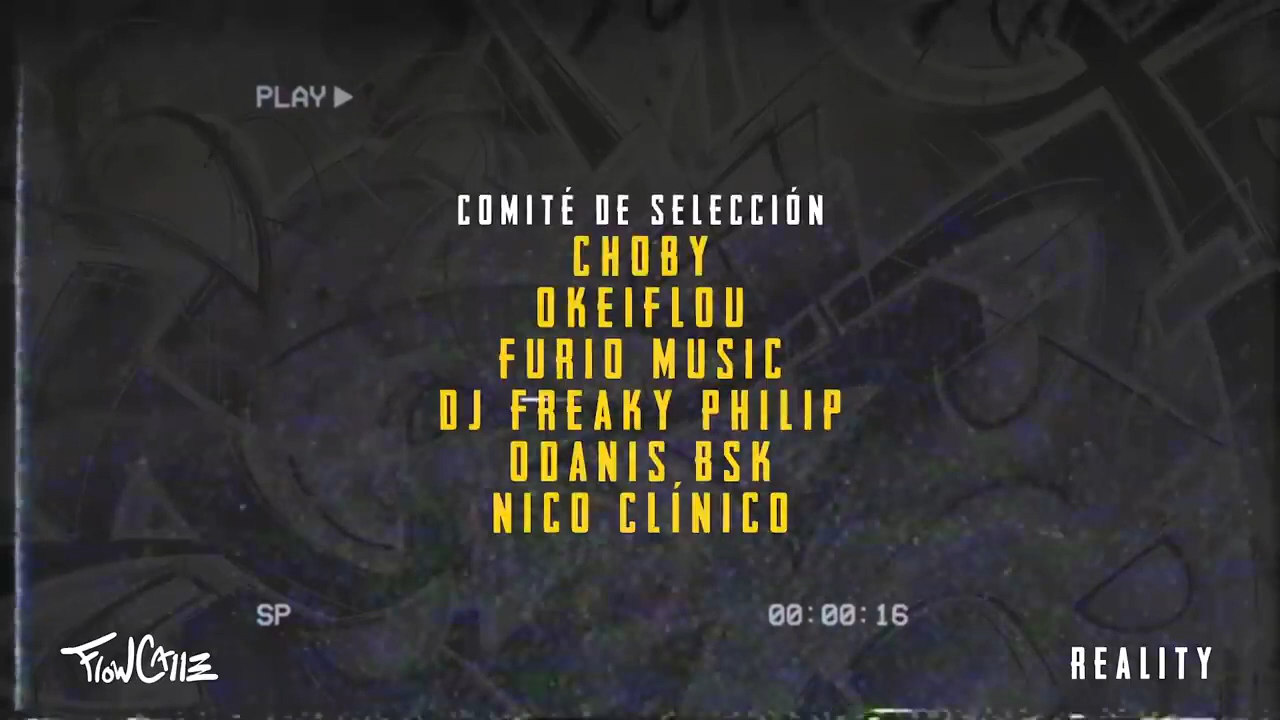 PLAY
COMITÉ DE SELECCIÓN
CHOBY
OKEIFLOU
FURIO MUSIC
DJ FREAKY PHILIP
ODANIS BSK
NICO CLÍNICO
SP
00:00:16
FlowCallz
REALITY